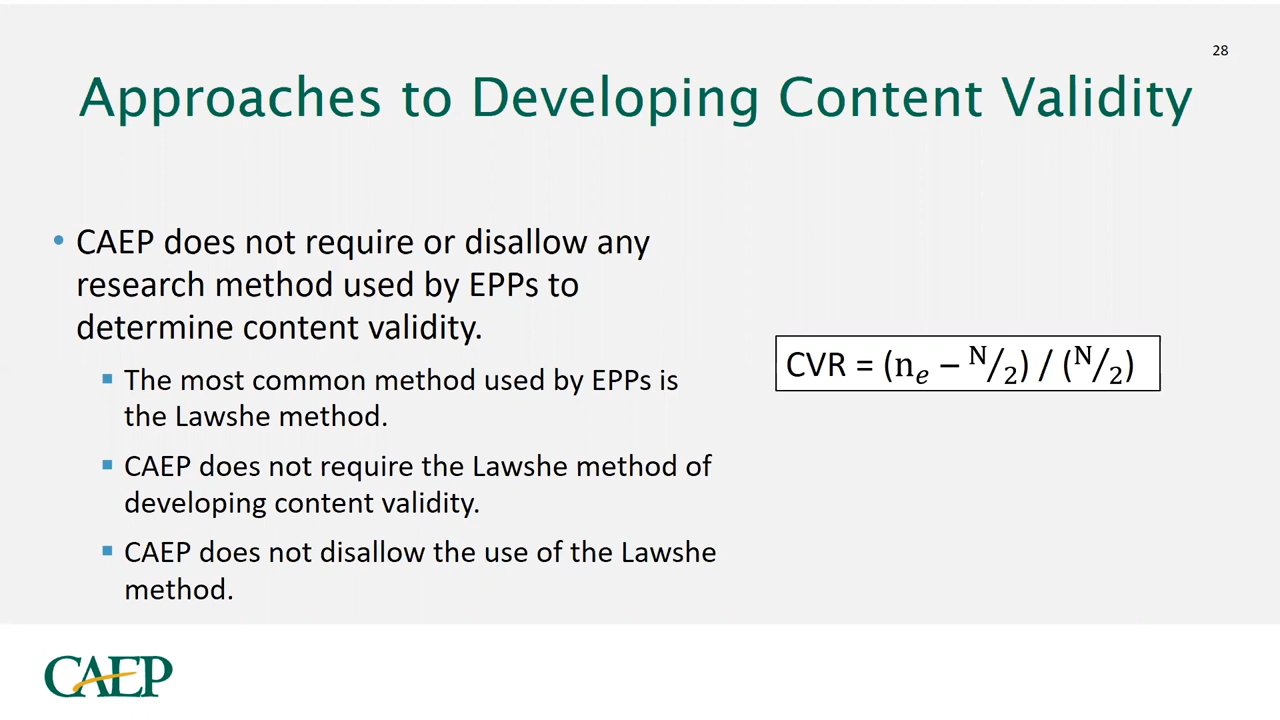 28
Approaches to Developing Content Validity
• CAEP does not require or disallow any
research method used by EPPs to
determine content validity.
▪ The most common method used by EPPs is
the Lawshe method.
▪ CAEP does not require the Lawshe method of
developing content validity.
▪ CAEP does not disallow the use of the Lawshe
method.
CVR = (nₑ – N/2) / (N/2)
CAEP